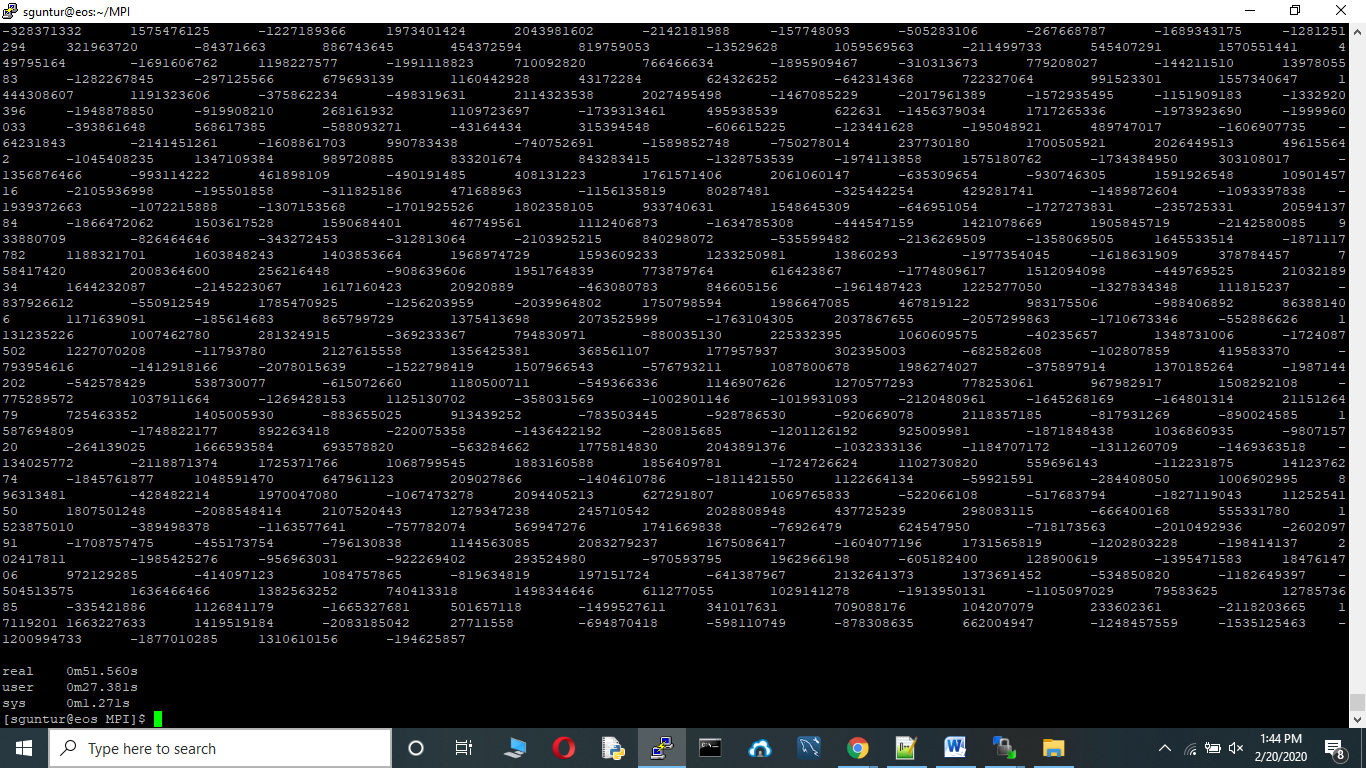 sguntur@eos:~/MPI
-328371332 1575476125 -1227189366 1973401424 2043981602 -2142181988 -157748093 -505283106 -267668787 -1689343175 -1281251
294 321963720 -84371663 886743645 454372594 819759053 -13529628 1059569563 -211499733 545407291 1570551441 4
49795164 -1691606762 1198227577 -1991118823 710092820 766466634 -1895909467 -310313673 779208027 -144211510 13978055
83 -1282267845 -297125566 679693139 1160442928 43172284 624326252 -642314368 722327064 991523301 1557340647 1
444308607 1191323606 -375862234 -498319631 2114323538 2027495498 -1467085229 -2017961389 -1572935495 -1151909183 -1332920
396 -1948878850 -919908210 268161932 1109723697 -1739313461 495938539 622631 -1456379034 1717265336 -1973923690 -1999960
033 -393861648 568617385 -588093271 -43164434 315394548 -606615225 -123441628 -195048921 489747017 -1606907735 -
64231843 -2141451261 -1608861703 990783438 -740752691 -1589852748 -750278014 237730180 1700505921 2026449513 49615564
2 -1045408235 1347109384 989720885 833201674 843283415 -1328753539 -1974113858 1575180762 -1734384950 303108017 -
1356876466 -993114222 461898109 -490191485 408131223 1761571406 2061060147 -635309654 -930746305 1591926548 10901457
16 -2105936998 -195501858 -311825186 471688963 -1156135819 80287481 -325442254 429281741 -1489872604 -1093397838 -
1939372663 -1072215888 -1307153568 -1701925526 1802358105 933740631 1548645309 -646951054 -1727273831 -235725331 20594137
84 -1866472062 1503617528 1590684401 467749561 1112406873 -1634785308 -444547159 1421078669 1905845719 -2142580085 9
33880709 -826464646 -343272453 -312813064 -2103925215 840298072 -535599482 -2136269509 -1358069505 1645533514 -1871117
782 1188321701 1603848243 1403853664 1968974729 1593609233 1233250981 13860293 -1977354045 -1618631909 378784457 7
58417420 2008364600 256216448 -908639606 1951764839 773879764 616423867 -1774809617 1512094098 -449769525 21032189
34 1644232087 -2145223067 1617160423 20920889 -463080783 846605156 -1961487423 1225277050 -1327834348 111815237 -
837926612 -550912549 1785470925 -1256203959 -2039964802 1750798594 1986647085 467819122 983175506 -988406892 86388140
6 1171639091 -185614683 865799729 1375413698 2073525999 -1763104305 2037867655 -2057299863 -1710673346 -552886626 1
131235226 1007462780 281324915 -369233367 794830971 -880035130 225332395 1060609575 -40235657 1348731006 -1724087
502 1227070208 -11793780 2127615558 1356425381 368561107 177957937 302395003 -682582608 -102807859 419583370 -
793954616 -1412918166 -2078015639 -1522798419 1507966543 -576793211 1087800678 1986274027 -375897914 1370185264 -1987144
202 -542578429 538730077 -615072660 1180500711 -549366336 1146907626 1270577293 778253061 967982917 1508292108 -
775289572 1037911664 -1269428153 1125130702 -358031569 -1002901146 -1019931093 -2120480961 -1645268169 -164801314 21151264
79 725463352 1405005930 -883655025 913439252 -783503445 -928786530 -920669078 2118357185 -817931269 -890024585 1
587694809 -1748822177 892263418 -220075358 -1436422192 -280815685 -1201126192 925009981 -1871848438 1036860935 -9807157
20 -264139025 1666593584 693578820 -563284662 1775814830 2043891376 -1032333136 -1184707172 -1311260709 -1469363518 -
134025772 -2118871374 1725371766 1068799545 1883160588 1856409781 -1724726624 1102730820 559696143 -112231875 14123762
74 -1845761877 1048591470 647961123 209027866 -1404610786 -1811421550 1122664134 -59921591 -284408050 1006902995 8
96313481 -428482214 1970047080 -1067473278 2094405213 627291807 1069765833 -522066108 -517683794 -1827119043 11252541
50 1807501248 -2088548414 2107520443 1279347238 245710542 2028808948 437725239 298083115 -666400168 555331780 1
523875010 -389498378 -1163577641 -757782074 569947276 1741669838 -76926479 624547950 -718173563 -2010492936 -2602097
91 -1708757475 -455173754 -796130838 1144563085 2083279237 1675086417 -1604077196 1731565819 -1202803228 -198414137 2
02417811 -1985425276 -956963031 -922269402 293524980 -970593795 1962966198 -605182400 128900619 -1395471583 18476147
06 972129285 -414097123 1084757865 -819634819 197151724 -641387967 2132641373 1373691452 -534850820 -1182649397 -
504513575 1636466466 1382563252 740413318 1498344646 611277055 1029141278 -1913950131 -1105097029 79583625 12785736
85 -335421886 1126841179 -1665327681 501657118 -1499527611 341017631 709088176 104207079 233602361 -2118203665 1
7119201 1663227633 1419519184 -2083185042 27711558 -694870418 -598110749 -878308635 662004947 -1248457559 -1535125463 -
1200994733 -1877010285 1310610156 -194625857
real 0m51.560s
user 0m27.381s
sys 0m1.271s
[sguntur@eos MPI]$
Type here to search
1:44 PM
2/20/2020
8